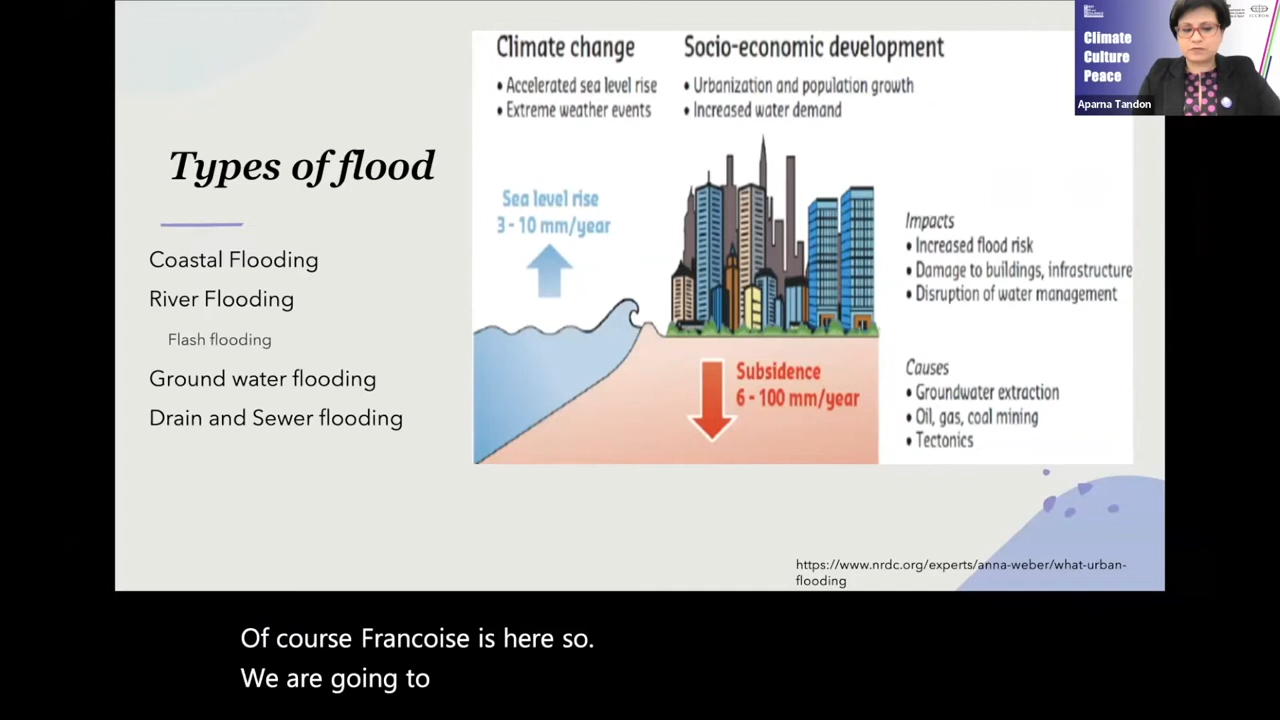 Types of flood
Coastal Flooding
River Flooding
Flash flooding
Ground water flooding
Drain and Sewer flooding
Climate change
• Accelerated sea level rise
• Extreme weather events
Socio-economic development
• Urbanization and population growth
• Increased water demand
Sea level rise
3 - 10 mm/year
Subsidence
6 - 100 mm/year
Impacts
• Increased flood risk
• Damage to buildings, infrastructure
• Disruption of water management
Causes
• Groundwater extraction
• Oil, gas, coal mining
• Tectonics
https://www.nrdc.org/experts/anna-weber/what-urban-
flooding
Climate
Culture
Peace
ICCROM
Aparna Tandon
Of course Francoise is here so.
We are going to